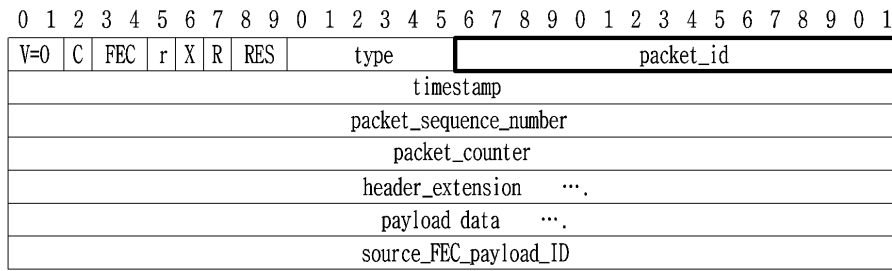 0 1 2 3 4 5 6 7 8 9 0 1 2 3 4 5 6 7 8 9 0 1 2 3 4 5 6 7 8 9 0 1
V=0 C FEC r X R RES type packet_id
timestamp
packet_sequence_number
packet_counter
header_extension ….
payload data ….
source_FEC_payload_ID